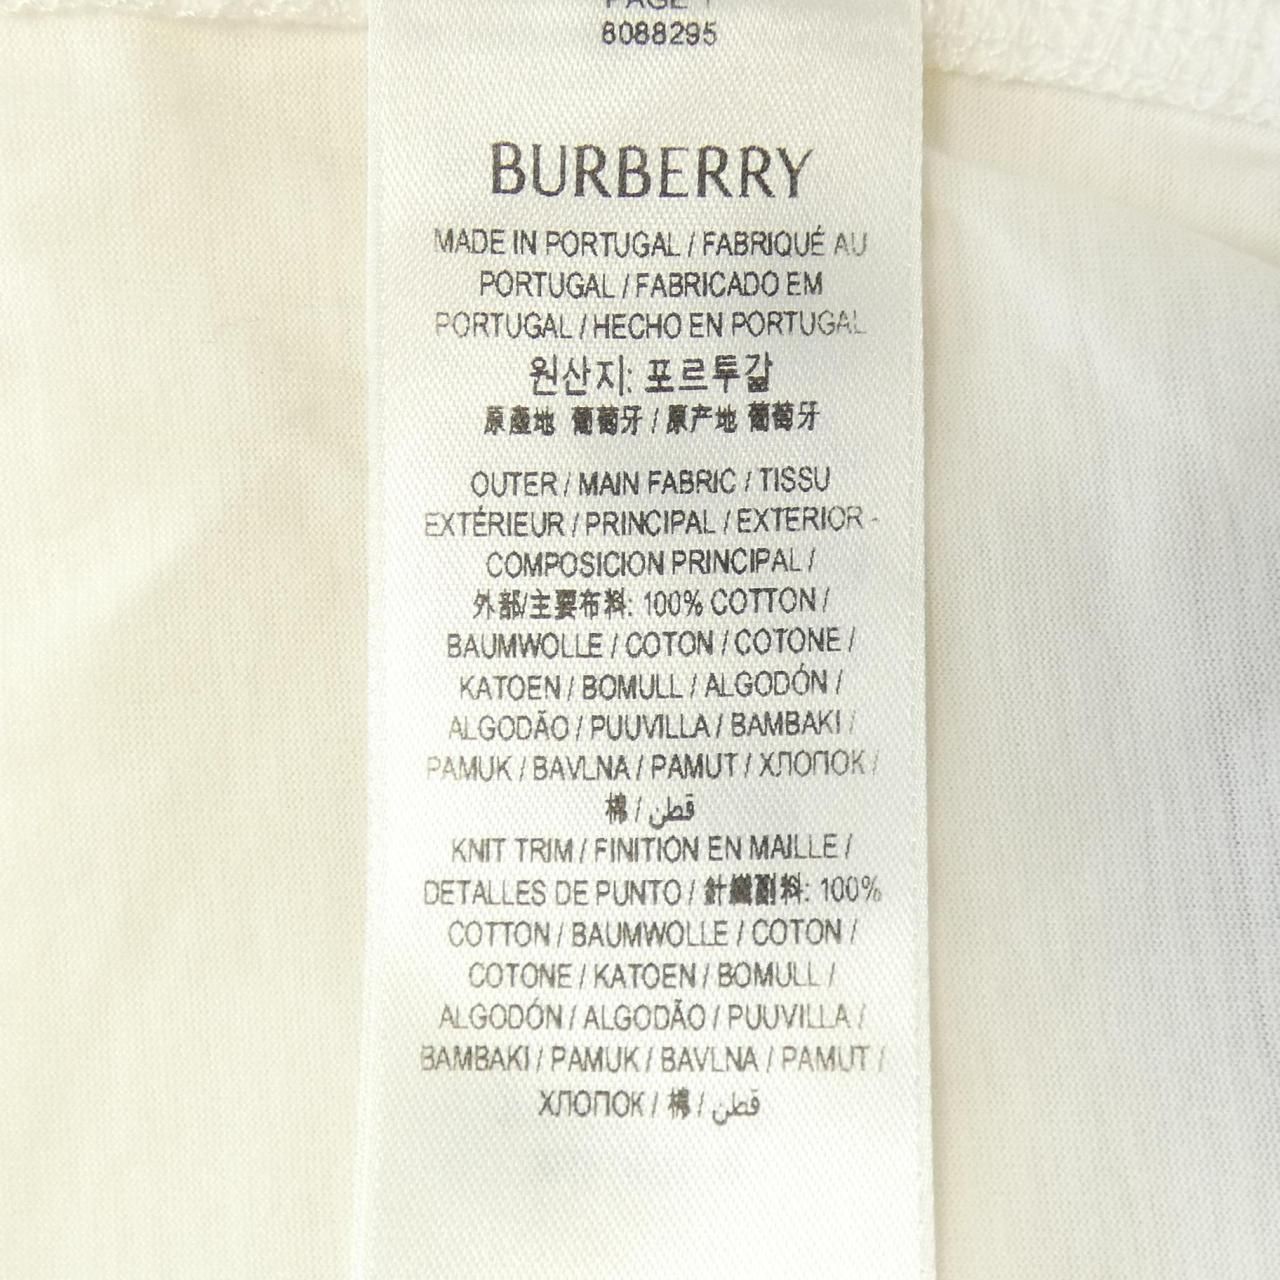 PAGE 1
8088295
BURBERRY
MADE IN PORTUGAL / FABRIQUÉ AU
PORTUGAL / FABRICADO EM
PORTUGAL / HECHO EN PORTUGAL
원산지: 포르투갈
原產地 葡萄牙 / 原产地 葡萄牙
OUTER / MAIN FABRIC / TISSU
EXTÉRIEUR / PRINCIPAL / EXTERIOR -
COMPOSICION PRINCIPAL /
外部/主要布料: 100% COTTON /
BAUMWOLLE / COTON / COTONE /
KATOEN / BOMULL / ALGODÓN /
ALGODÃO / PUUVILLA / BAMBAKI /
PAMUK / BAVLNA / PAMUT / ХЛОПОК /
棉 / قطن
KNIT TRIM / FINITION EN MAILLE /
DETALLES DE PUNTO / 針織副料: 100%
COTTON / BAUMWOLLE / COTON /
COTONE / KATOEN / BOMULL /
ALGODÓN / ALGODÃO / PUUVILLA /
BAMBAKI / PAMUK / BAVLNA / PAMUT /
ХЛОПОК / 棉 / قطن